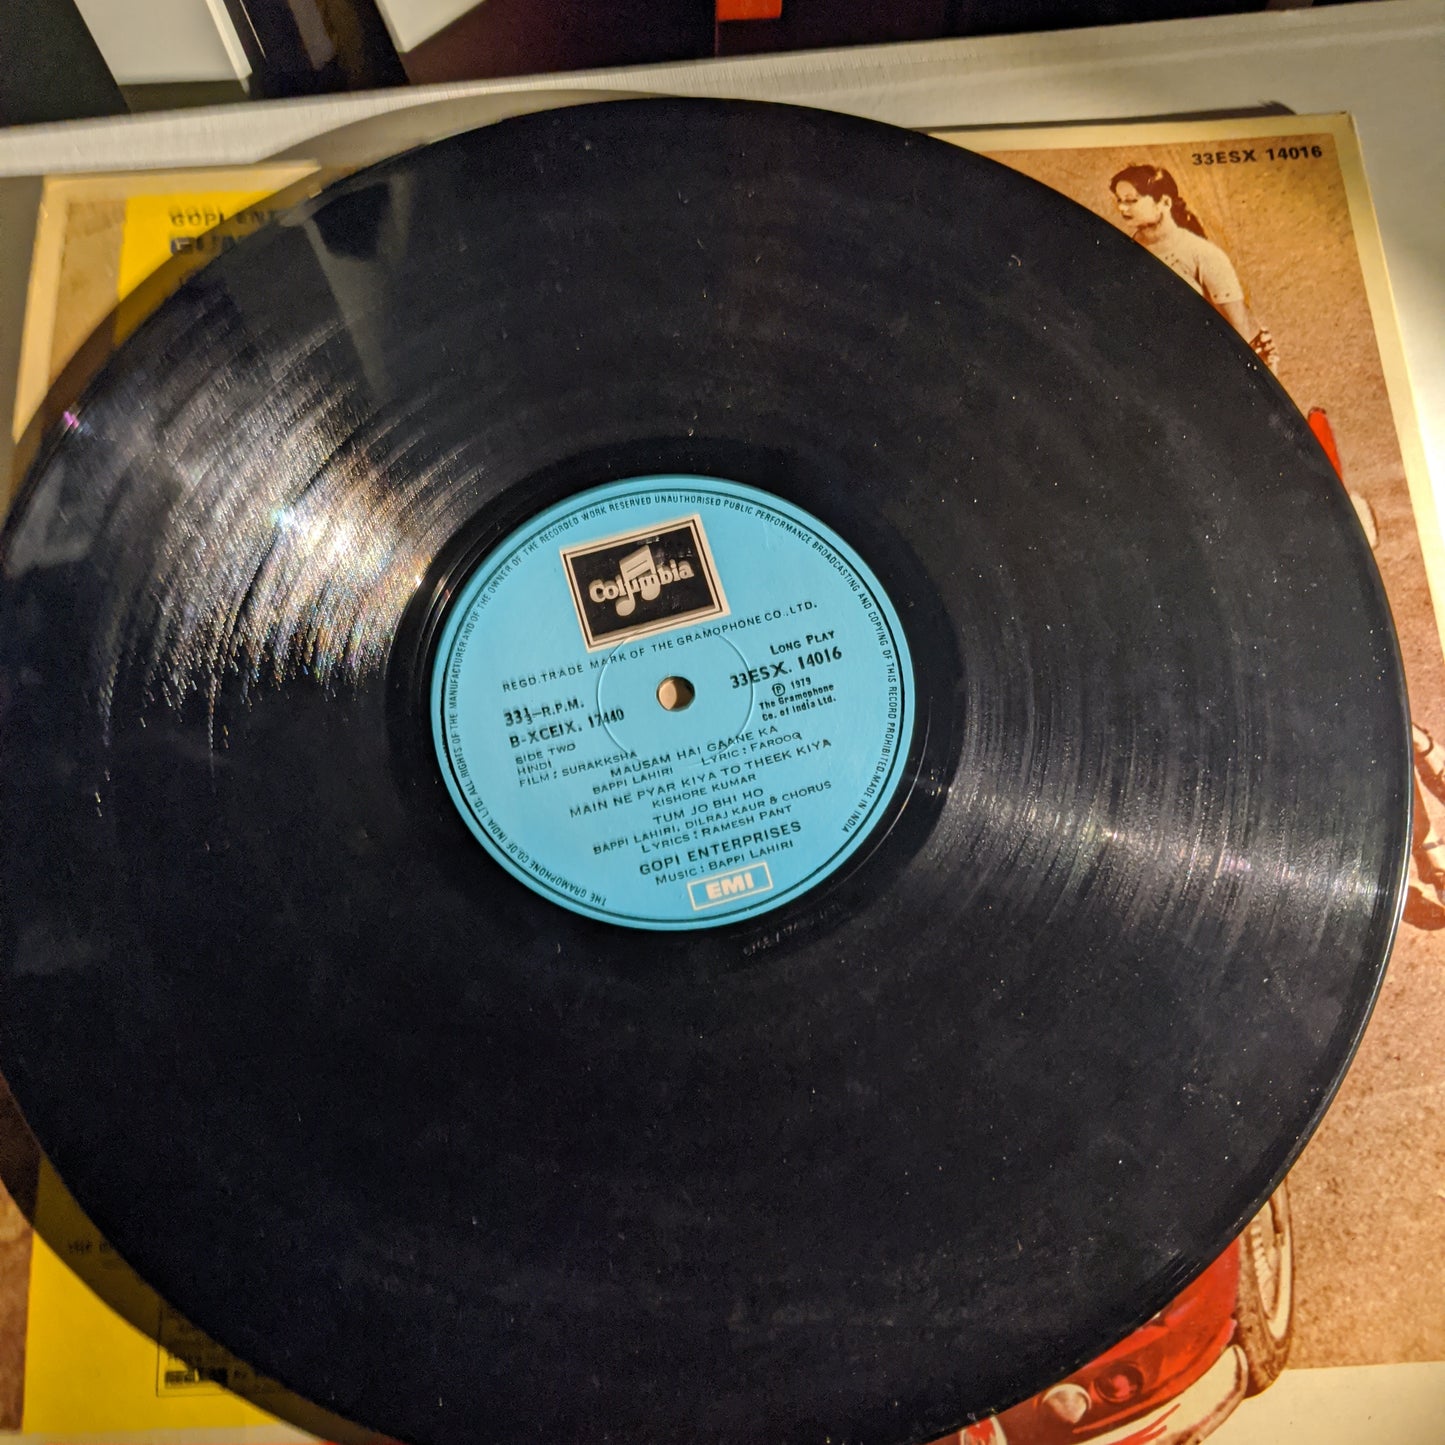 33ESX 14016
GOPI ENT
Columbia
REGD. TRADE MARK OF THE GRAMOPHONE CO., LTD.
LONG PLAY
33⅓-R.P.M.
33ESX. 14016
B-XCEIX. 17440
Ⓟ 1979
The Gramophone
Co. of India Ltd.
SIDE TWO
HINDI
FILM : SURAKKSHA
MAUSAM HAI GAANE KA
BAPPI LAHIRI LYRIC : FAROOQ
MAIN NE PYAR KIYA TO THEEK KIYA
KISHORE KUMAR
TUM JO BHI HO
BAPPI LAHIRI, DILRAJ KAUR & CHORUS
LYRICS : RAMESH PANT
GOPI ENTERPRISES
MUSIC : BAPPI LAHIRI
EMI
THE GRAMOPHONE CO. OF INDIA, LTD. ALL RIGHTS OF THE MANUFACTURER AND OF THE OWNER OF THE RECORDED WORK RESERVED UNAUTHORISED PUBLIC PERFORMANCE BROADCASTING AND COPYING OF THIS RECORD PROHIBITED. MADE IN INDIA